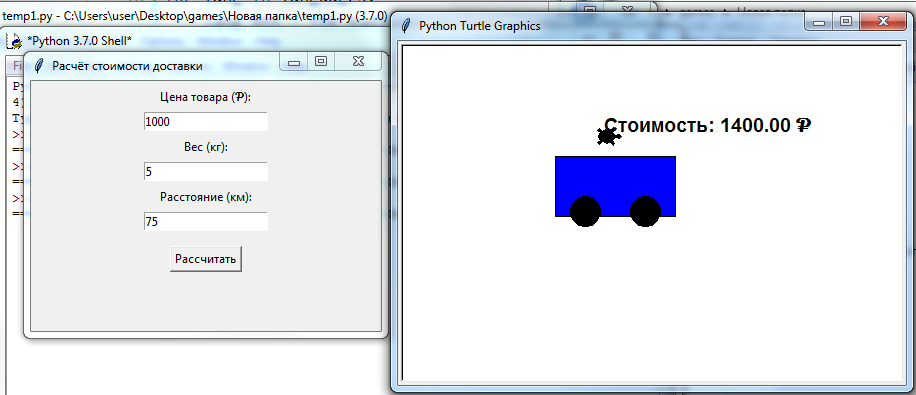 temp1.py - C:\Users\user\Desktop\games\Новая папка\temp1.py (3.7.0)
*Python 3.7.0 Shell*
Расчёт стоимости доставки
Цена товара (₽):
1000
Вес (кг):
5
Расстояние (км):
75
Рассчитать
Python Turtle Graphics
Стоимость: 1400.00 ₽